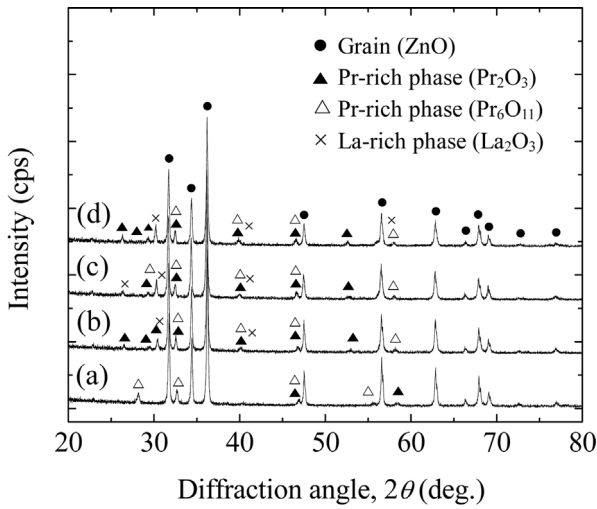 Grain (ZnO)
Pr-rich phase (Pr₂O₃)
Pr-rich phase (Pr₆O₁₁)
La-rich phase (La₂O₃)
Intensity (cps)
(d)
(c)
(b)
(a)
20 30 40 50 60 70 80
Diffraction angle, 2θ (deg.)